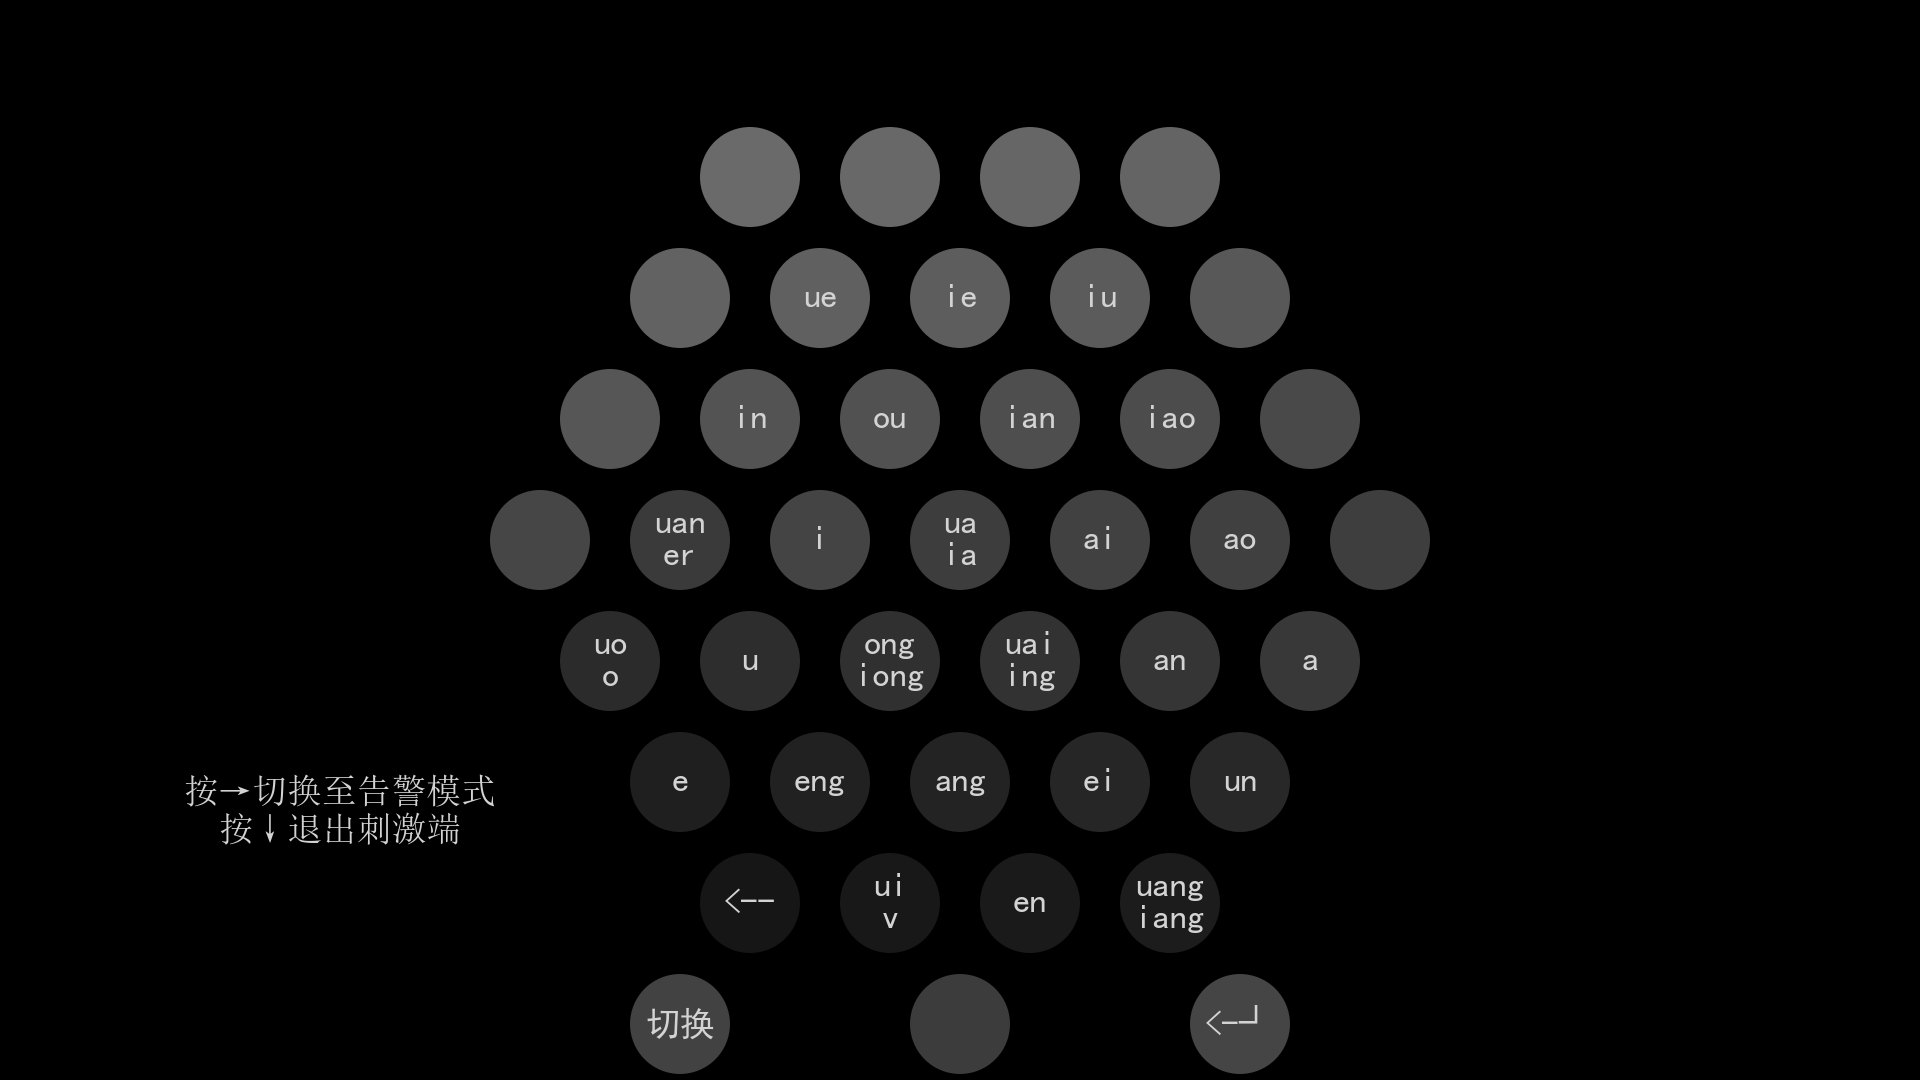 ue
ie
iu
in
ou
ian
iao
uan
er
i
ua
ia
ai
ao
uo
o
u
ong
iong
uai
ing
an
a
e
eng
ang
ei
un
按→切换至告警模式
按↓退出刺激端
<--
ui
v
en
uang
iang
切换
<-┘